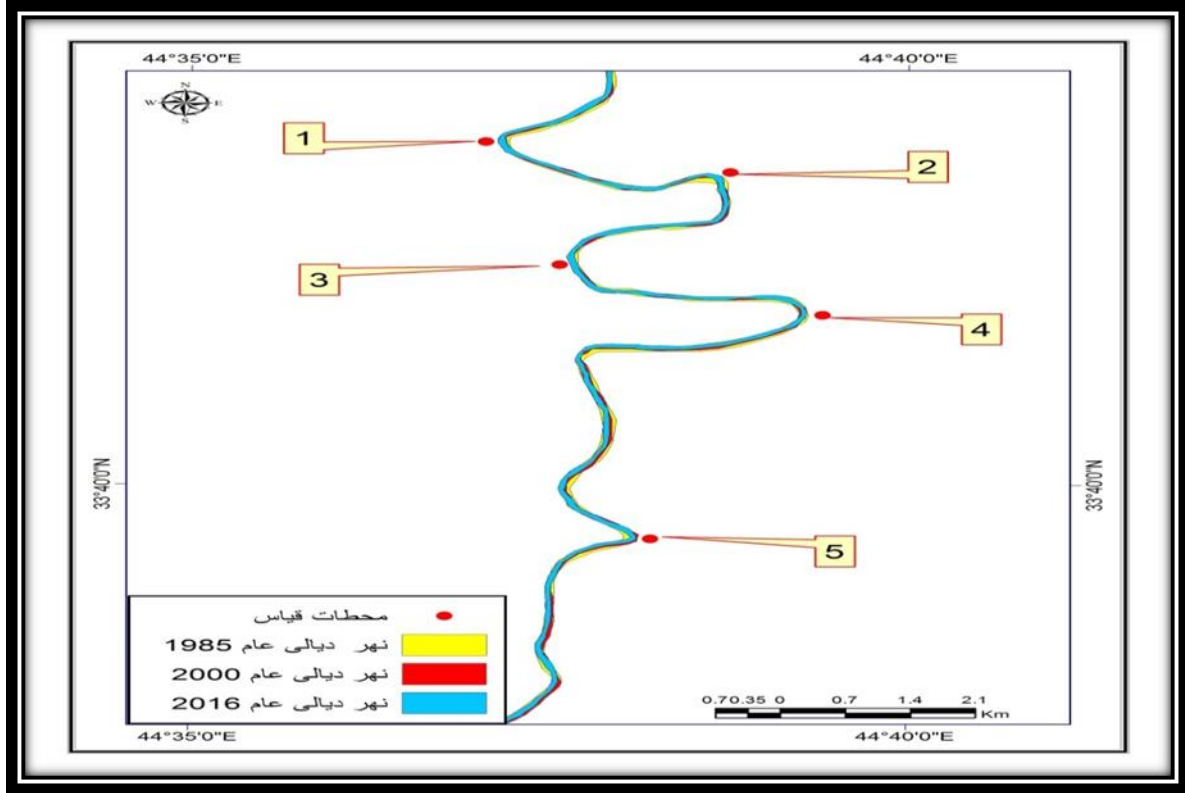 44°35'0"E 44°40'0"E
N
W E
S
1
2
3
4
33°40'0"N 33°40'0"N
5
محطات قياس
نهر ديالى عام 1985
نهر ديالى عام 2000
نهر ديالى عام 2016
0.70.35 0 0.7 1.4 2.1
Km
44°35'0"E 44°40'0"E